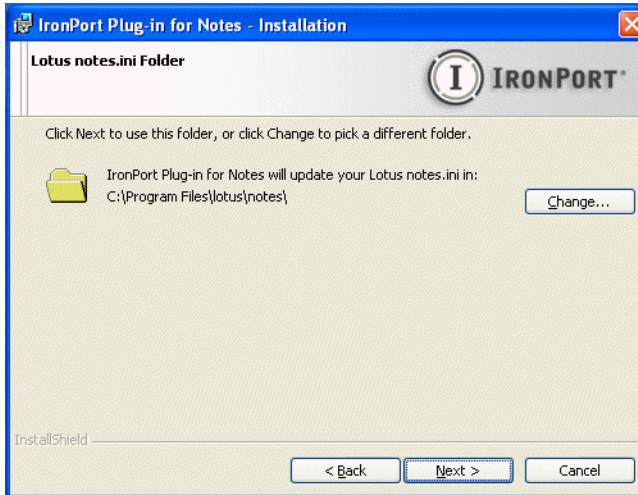 IronPort Plug-in for Notes - Installation
Lotus notes.ini Folder
I IRONPORT
Click Next to use this folder, or click Change to pick a different folder.
IronPort Plug-in for Notes will update your Lotus notes.ini in:
C:\Program Files\lotus\notes\
Change...
InstallShield
< Back Next > Cancel